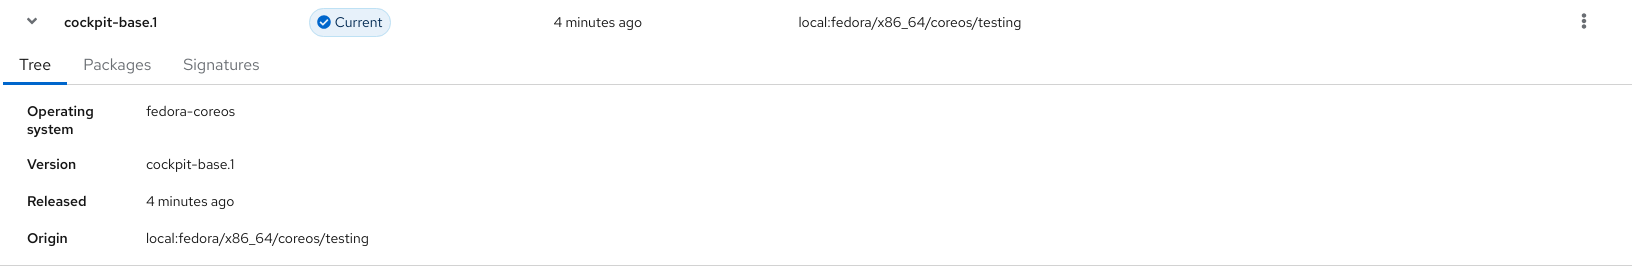 cockpit-base.1 Current 4 minutes ago local:fedora/x86_64/coreos/testing
Tree Packages Signatures
Operating system fedora-coreos
Version cockpit-base.1
Released 4 minutes ago
Origin local:fedora/x86_64/coreos/testing